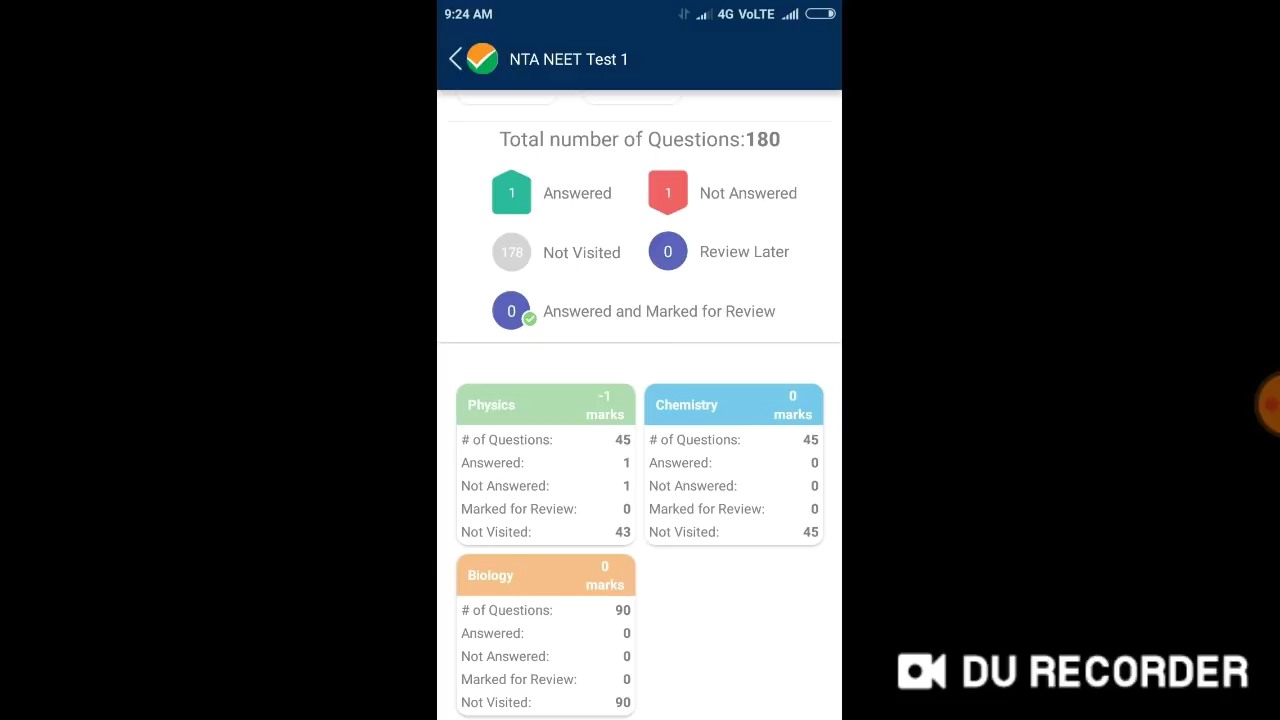 9:24 AM 4G VoLTE
NTA NEET Test 1
Total number of Questions:180
1 Answered 1 Not Answered
178 Not Visited 0 Review Later
0 Answered and Marked for Review
Physics -1 marks
# of Questions: 45
Answered: 1
Not Answered: 1
Marked for Review: 0
Not Visited: 43
Chemistry 0 marks
# of Questions: 45
Answered: 0
Not Answered: 0
Marked for Review: 0
Not Visited: 45
Biology 0 marks
# of Questions: 90
Answered: 0
Not Answered: 0
Marked for Review: 0
Not Visited: 90
DU RECORDER